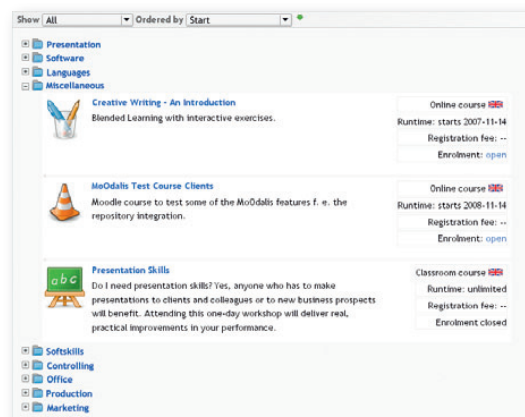 Show All Ordered by Start
Presentation
Software
Languages
Miscellaneous
Creative Writing - An Introduction
Blended Learning with interactive exercises.
Online course
Runtime: starts 2007-11-14
Registration fee: --
Enrolment: open
MoOdalis Test Course Clients
Moodle course to test some of the MoOdalis features f. e. the
repository integration.
Online course
Runtime: starts 2008-11-14
Registration fee: --
Enrolment: open
abc
Presentation Skills
Do I need presentation skills? Yes, anyone who has to make
presentations to clients and colleagues or to new business prospects
will benefit. Attending this one-day workshop will deliver real,
practical improvements in your performance.
Classroom course
Runtime: unlimited
Registration fee: --
Enrolment closed
Softskills
Controlling
Office
Production
Marketing